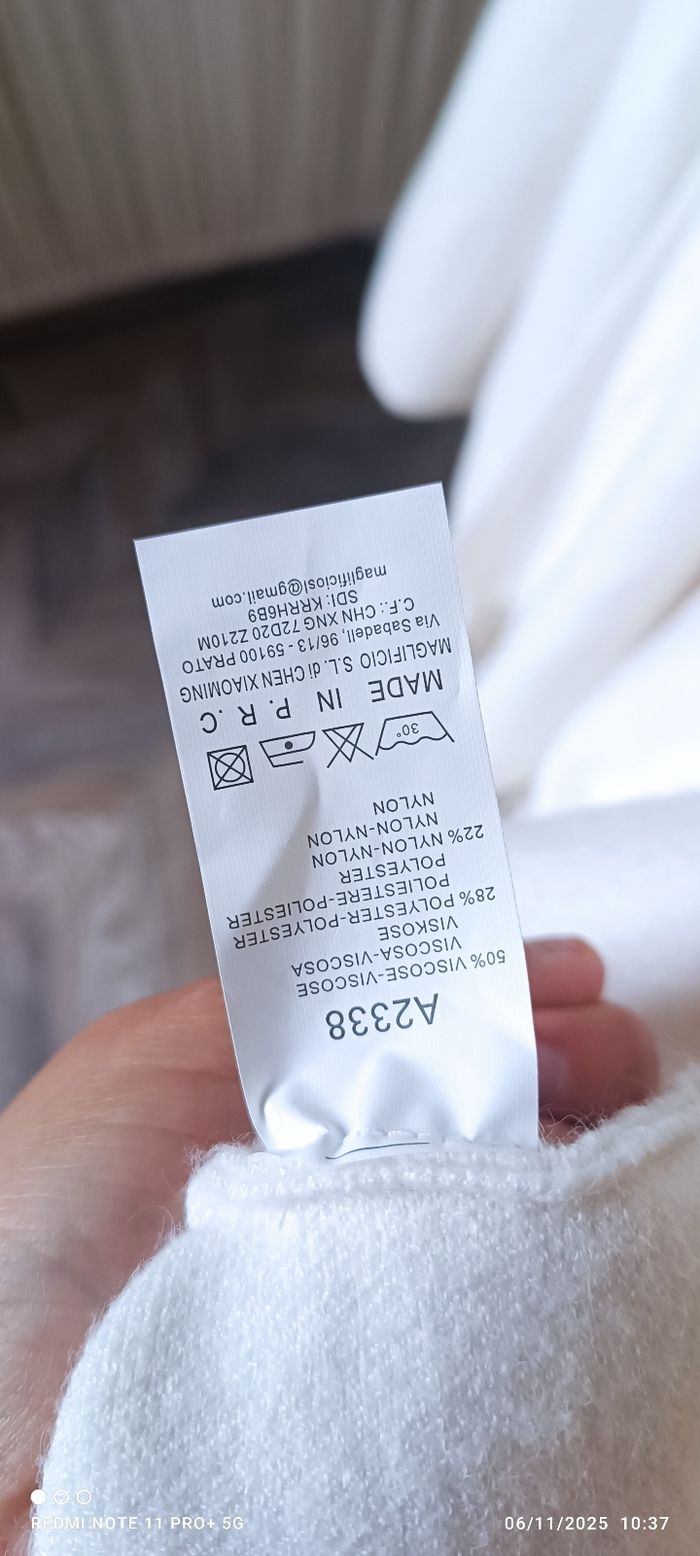 A2338
50% VISCOSE-VISCOSE
VISCOSA-VISCOSA
VISKOSE
28% POLYESTER-POLYESTER
POLIESTERE-POLIESTER
POLYESTER
22% NYLON-NYLON
NYLON-NYLON
NYLON
30°
MADE IN P.R.C
MAGLIFICIO S.L. di CHEN XIAOMING
Via Sabadell, 96/13 - 59100 PRATO
C.F.: CHN XNG 72D20 Z210M
SDI: KRRH6B9
maglificiosl@gmail.com
REDMI NOTE 11 PRO+ 5G
06/11/2025 10:37